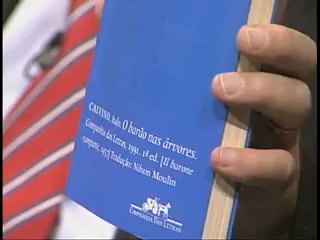 CALVINO, Italo. O barão nas árvores.
Companhia das Letras, 1991. 1ª ed. [Il barone
rampante, 1957] Tradução: Nilson Moulin
COMPANHIA DAS LETRAS